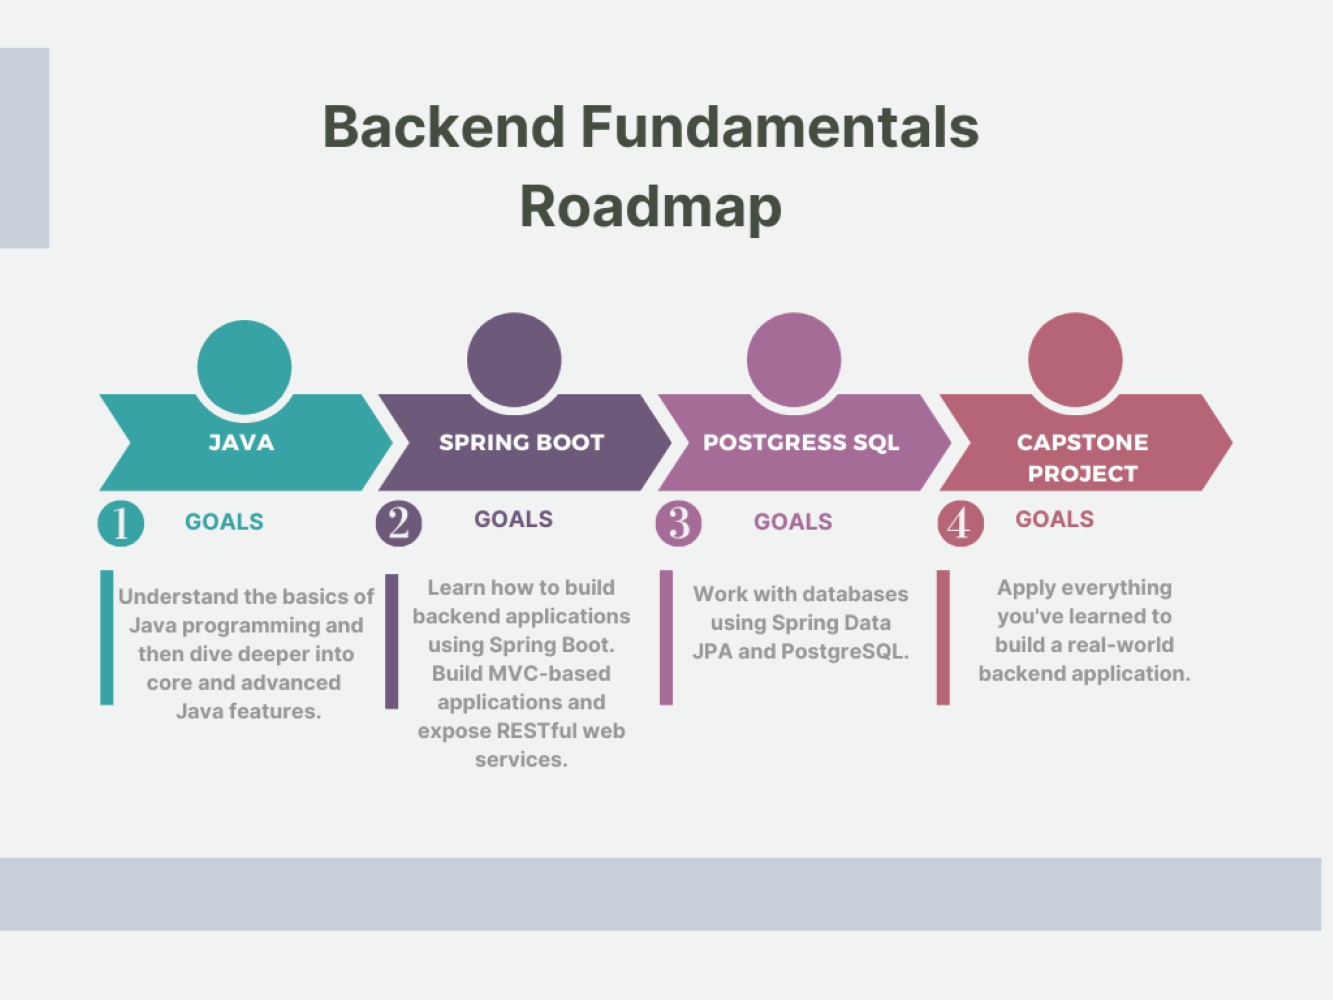 Backend Fundamentals
Roadmap
JAVA
1
GOALS
Understand the basics of
Java programming and
then dive deeper into
core and advanced
Java features.
SPRING BOOT
2
GOALS
Learn how to build
backend applications
using Spring Boot.
Build MVC-based
applications and
expose RESTful web
services.
POSTGRESS SQL
3
GOALS
Work with databases
using Spring Data
JPA and PostgreSQL.
CAPSTONE
PROJECT
4
GOALS
Apply everything
you've learned to
build a real-world
backend application.